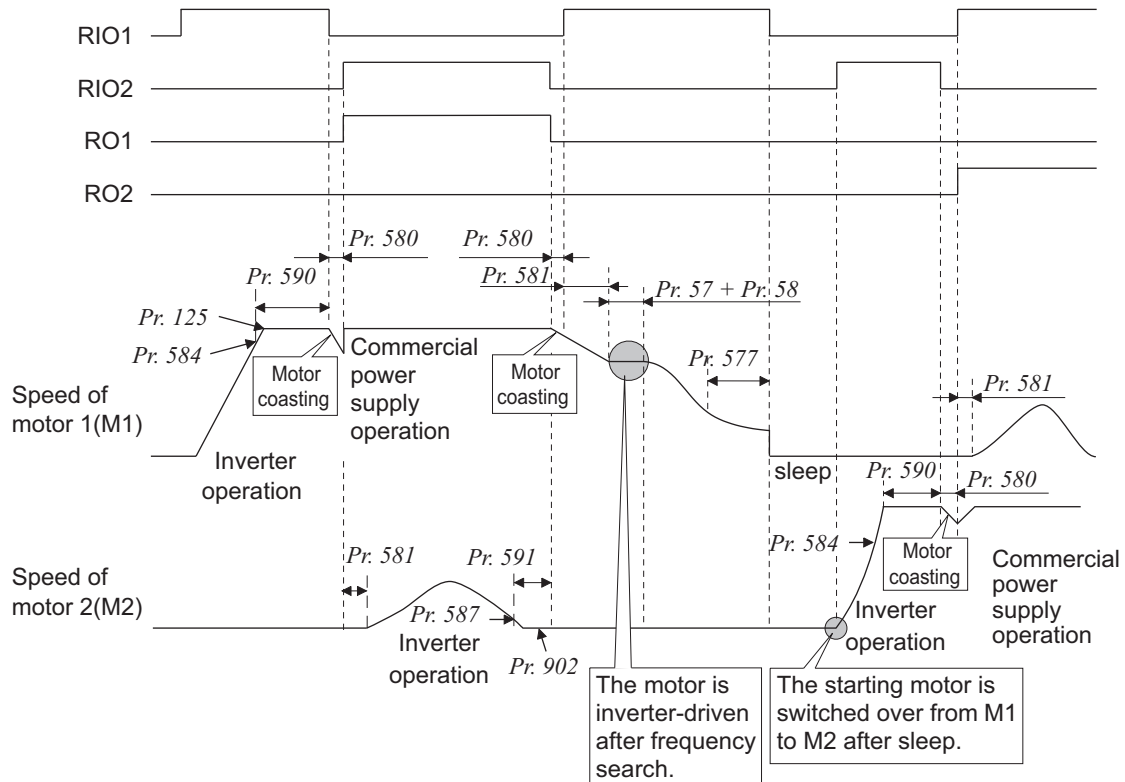 RIO1
RIO2
RO1
RO2
Pr. 580
Pr. 580
Pr. 590
Pr. 581
Pr. 57 + Pr. 58
Pr. 125
Pr. 584
Pr. 577
Motor
coasting
Commercial
power
supply
operation
Motor
coasting
Speed of
motor 1(M1)
Pr. 581
Inverter
operation
sleep
Pr. 590
Pr. 580
Pr. 581
Pr. 591
Pr. 584
Motor
coasting
Commercial
power
supply
operation
Speed of
motor 2(M2)
Pr. 587
Inverter
operation
Pr. 902
Inverter
operation
The motor is
inverter-driven
after frequency
search.
The starting motor is
switched over from M1
to M2 after sleep.